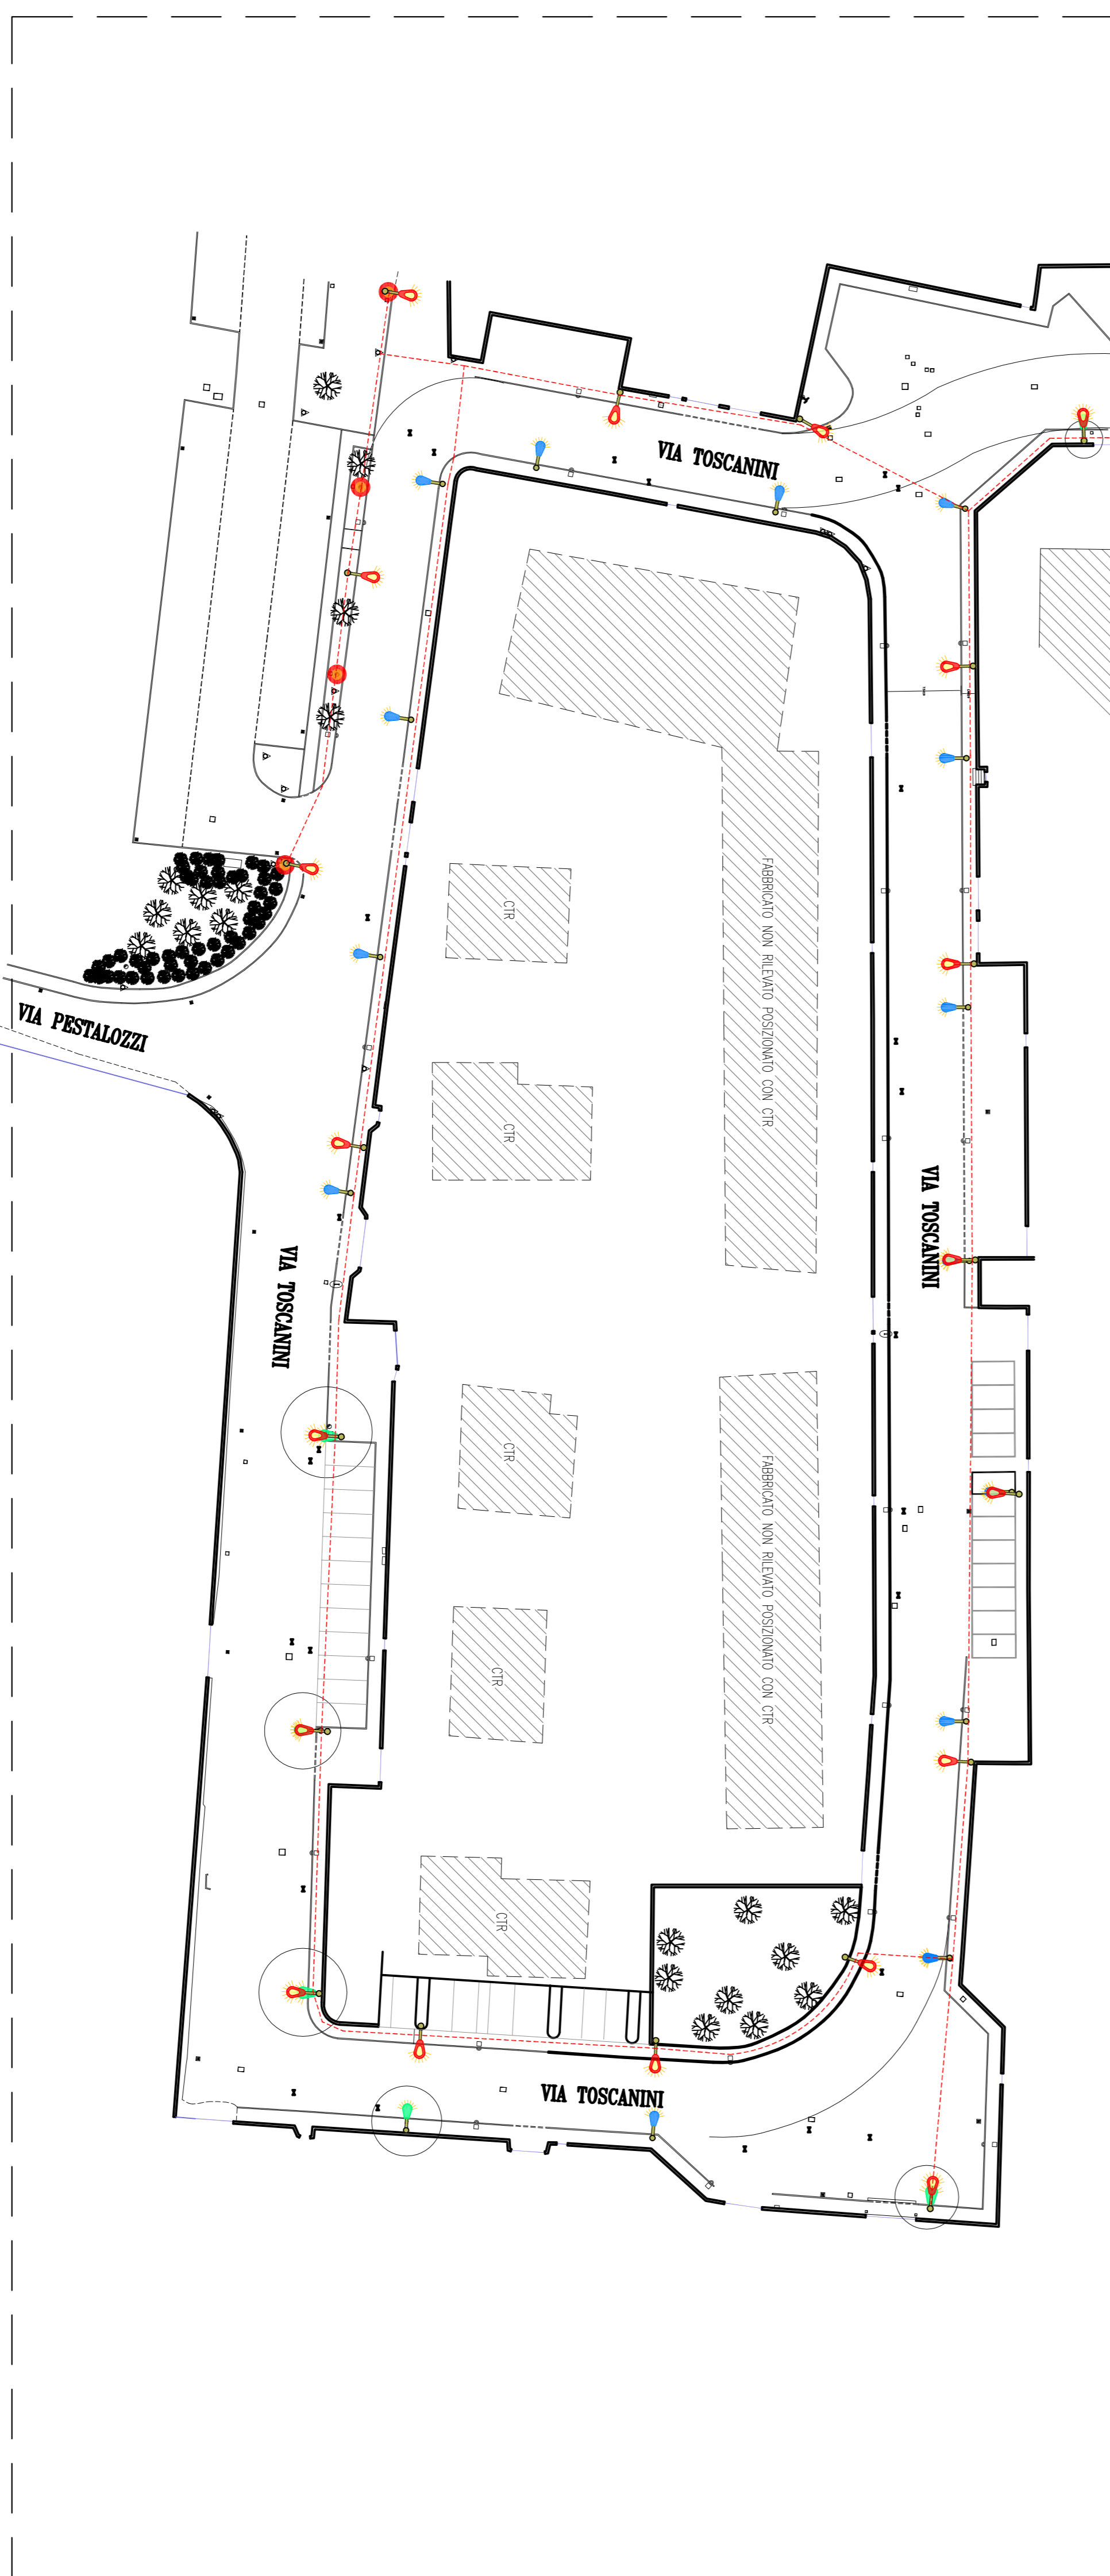 VIA TOSCANINI
FABBRICATO NON RILEVATO POSIZIONATO CON CTR
CTR
VIA PESTALOZZI
CTR
VIA TOSCANINI
VIA TOSCANINI
CTR
FABBRICATO NON RILEVATO POSIZIONATO CON CTR
CTR
CTR
VIA TOSCANINI